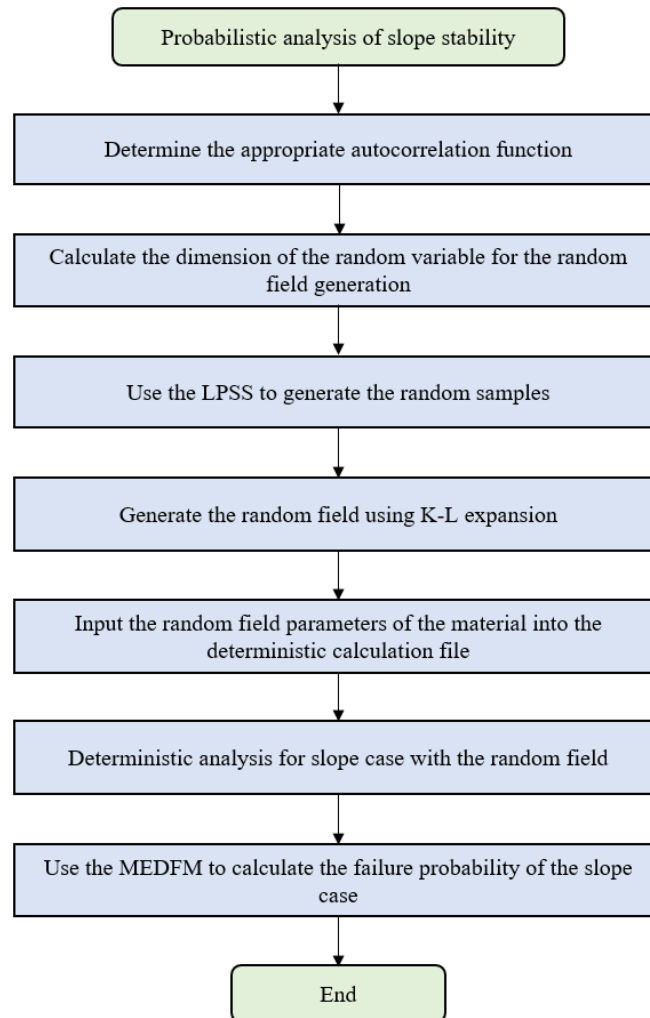 Probabilistic analysis of slope stability
Determine the appropriate autocorrelation function
Calculate the dimension of the random variable for the random
field generation
Use the LPSS to generate the random samples
Generate the random field using K-L expansion
Input the random field parameters of the material into the
deterministic calculation file
Deterministic analysis for slope case with the random field
Use the MEDFM to calculate the failure probability of the slope
case
End